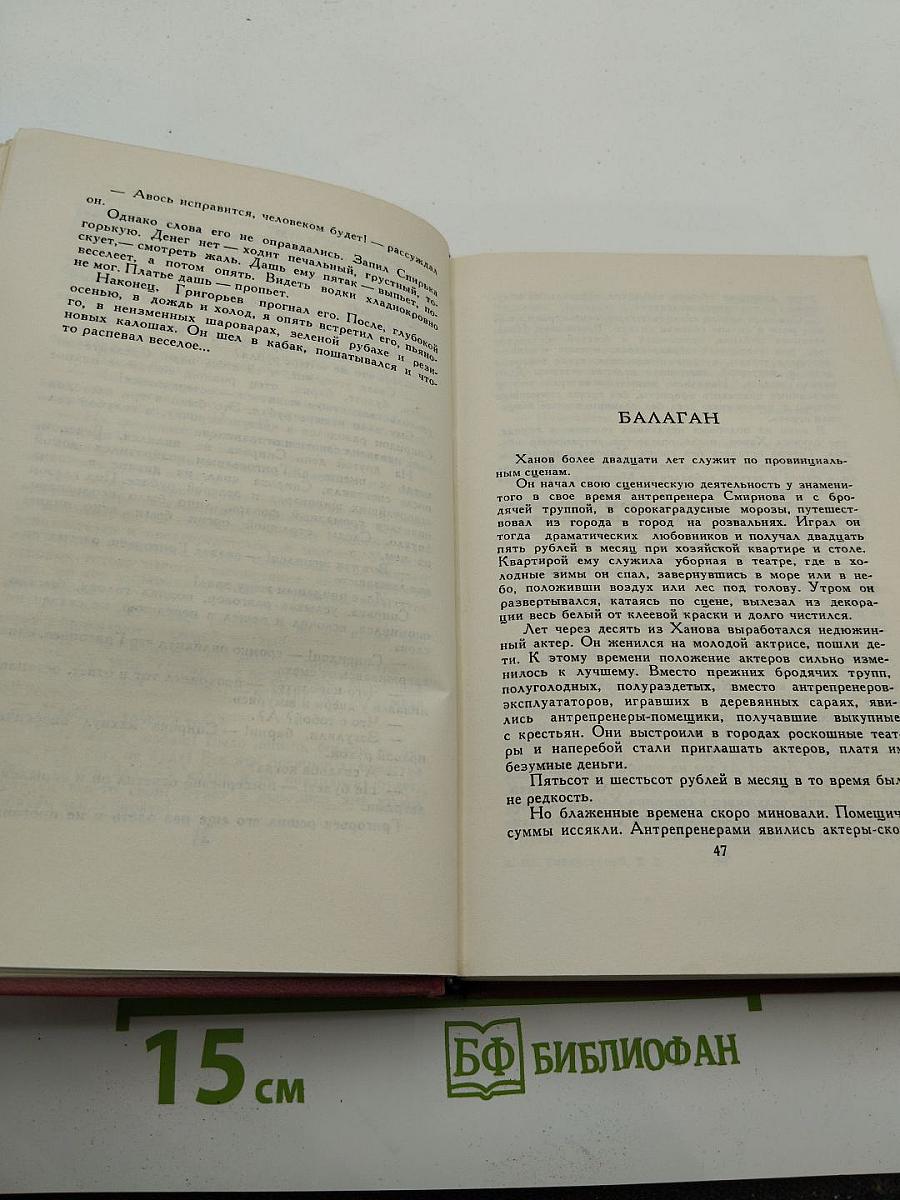 — Авось исправится, человеком будет! — рассуждал
он.
Однако слова его не оправдались. Запил Спирька
горькую. Денег нет — ходит печальный, грустный, то-
скует,— смотреть жаль. Дашь ему пятак — выпьет, по-
веселеет, а потом опять. Видеть водки хладнокровно
не мог. Платье дашь — пропьет.
Наконец, Григорьев прогнал его. После, глубокой
осенью, в дождь и холод, я опять встретил его, пьяно-
го, в неизменных шароварах, зеленой рубахе и рези-
новых калошах. Он шел в кабак, пошатывался и что-
то распевал веселое...
БАЛАГАН
Ханов более двадцати лет служит по провинциаль-
ным сценам.
Он начал свою сценическую деятельность у знамени-
того в свое время антрепренера Смирнова и с бро-
дячей труппой, в сорокаградусные морозы, путешест-
вовал из города в город на розвальнях. Играл он
тогда драматических любовников и получал двадцать
пять рублей в месяц при хозяйской квартире и столе.
Квартирой ему служила уборная в театре, где в хо-
лодные зимы он спал, завернувшись в море или в не-
бо, положивши воздух или лес под голову. Утром он
развертывался, катаясь по сцене, вылезал из декора-
ции весь белый от клеевой краски и долго чистился.
Лет через десять из Ханова выработался недюжин-
ный актер. Он женился на молодой актрисе, пошли де-
ти. К этому времени положение актеров сильно изме-
нилось к лучшему. Вместо прежних бродячих трупп,
полуголодных, полураздетых, вместо антрепренеров-
эксплуататоров, игравших в деревянных сараях, яви-
лись антрепренеры-помещики, получавшие выкупные
с крестьян. Они выстроили в городах роскошные теат-
ры и наперебой стали приглашать актеров, платя им
безумные деньги.
Пятьсот и шестьсот рублей в месяц в то время был
не редкость.
Но блаженные времена скоро миновали. Помещич
суммы иссякли. Антрепренерами явились актеры-ско
47
15 см
БФ БИБЛИОФАН